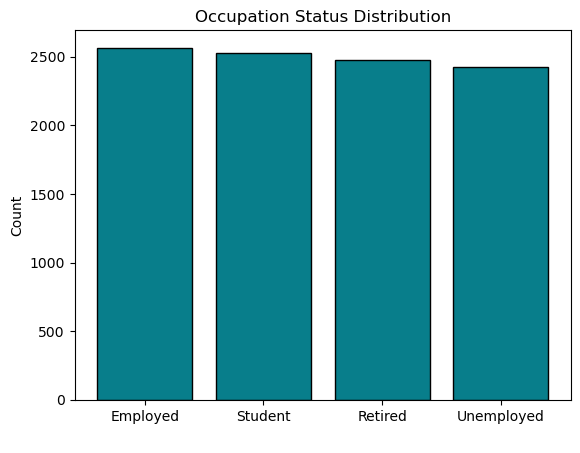 Occupation Status Distribution
2500
2000
1500
1000
500
0
Count
Employed Student Retired Unemployed